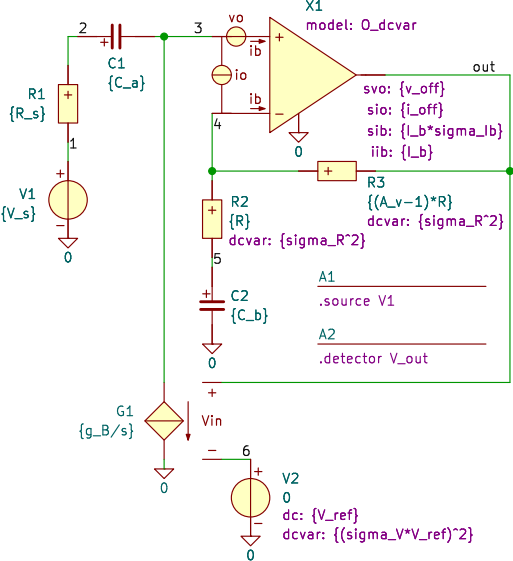 X1
model: O_dcvar
vo
2
3
+
ib
out
C1
{C_a}
io
svo: {v_off}
sio: {i_off}
sib: {I_b*sigma_Ib}
iib: {I_b}
R1
{R_s}
+
ib
−
4
0
1
V1
{V_s}
+
−
0
R3
{(A_v-1)*R}
dcvar: {sigma_R^2}
+
R2
{R}
dcvar: {sigma_R^2}
+
5
C2
{C_b}
+
0
A1
.source V1
A2
.detector V_out
G1
{g_B/s}
+
Vin
−
0
6
V2
0
dc: {V_ref}
dcvar: {(sigma_V*V_ref)^2}
+
−
0